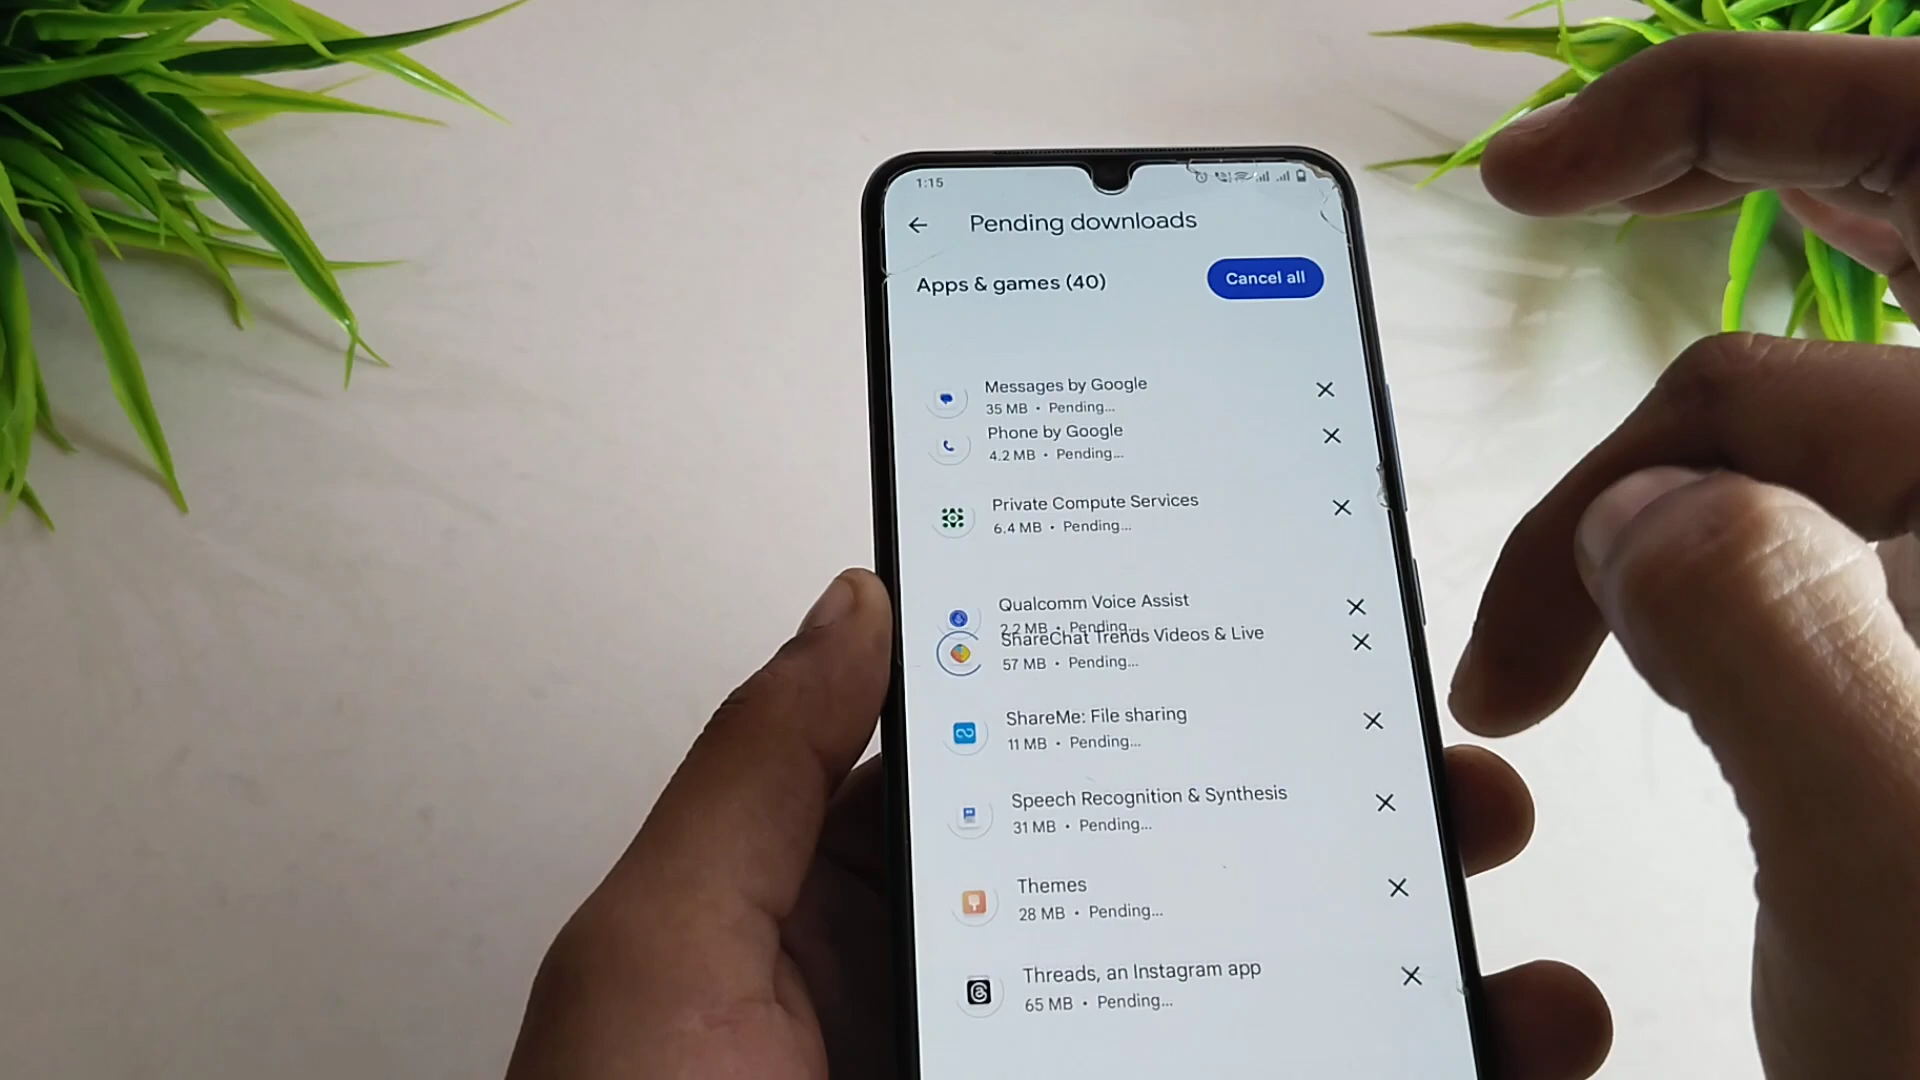 1:15
Pending downloads
Apps & games (40)
Cancel all
Messages by Google
35 MB • Pending...
Phone by Google
4.2 MB • Pending...
Private Compute Services
6.4 MB • Pending...
Qualcomm Voice Assist
2.2 MB • Pending...
ShareChat Trends Videos & Live
57 MB • Pending...
ShareMe: File sharing
11 MB • Pending...
Speech Recognition & Synthesis
31 MB • Pending...
Themes
28 MB • Pending...
Threads, an Instagram app
65 MB • Pending...